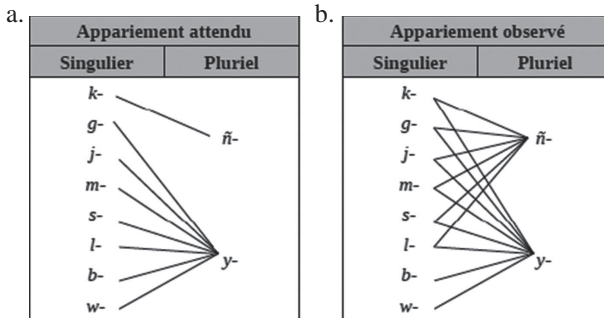 a.
Appariement attendu
Singulier Pluriel
k-
g-
j-
m-
s-
l-
b-
w-
ñ-
y-
b.
Appariement observé
Singulier Pluriel
k-
g-
j-
m-
s-
l-
b-
w-
ñ-
y-